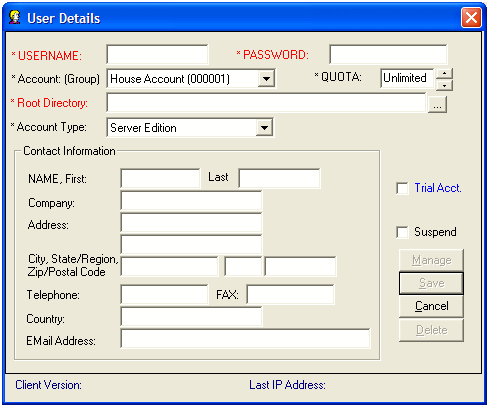 User Details
* USERNAME: * PASSWORD:
* Account: (Group) House Account (000001) * QUOTA: Unlimited
* Root Directory: ...
* Account Type: Server Edition
Contact Information
NAME, First: Last
Company:
Address:
Trial Acct.
Suspend
City, State/Region,
Zip/Postal Code
Manage
Telephone: FAX:
Save
Country:
Cancel
EMail Address:
Delete
Client Version: Last IP Address: